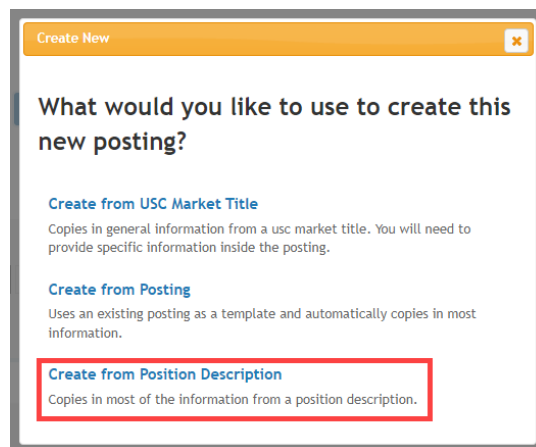 Create New
What would you like to use to create this
new posting?
Create from USC Market Title
Copies in general information from a usc market title. You will need to
provide specific information inside the posting.
Create from Posting
Uses an existing posting as a template and automatically copies in most
information.
Create from Position Description
Copies in most of the information from a position description.